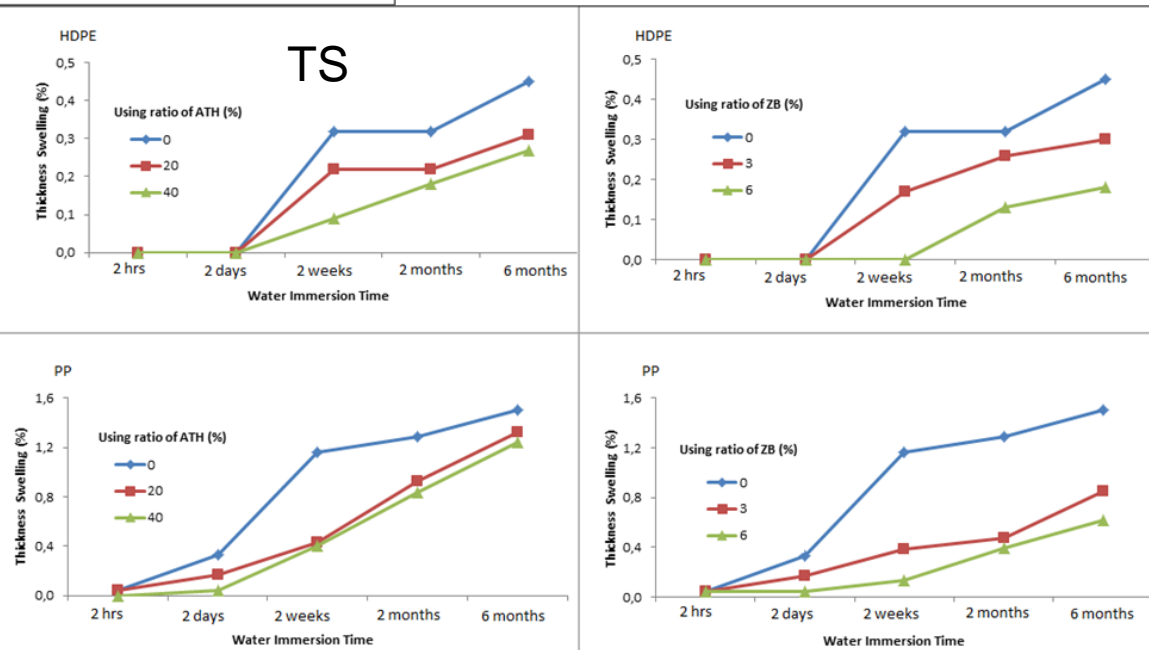 HDPE
TS
0,5
0,4
0,3
0,2
0,1
0,0
Thickness Swelling (%)
Using ratio of ATH (%)
0
20
40
2 hrs 2 days 2 weeks 2 months 6 months
Water Immersion Time
HDPE
0,5
0,4
0,3
0,2
0,1
0,0
Thickness Swelling (%)
Using ratio of ZB (%)
0
3
6
2 hrs 2 days 2 weeks 2 months 6 months
Water Immersion Time
PP
1,6
1,2
0,8
0,4
0,0
Thickness Swelling (%)
Using ratio of ATH (%)
0
20
40
2 hrs 2 days 2 weeks 2 months 6 months
Water Immersion Time
PP
1,6
1,2
0,8
0,4
0,0
Thickness Swelling (%)
Using ratio of ZB (%)
0
3
6
2 hrs 2 days 2 weeks 2 months 6 months
Water Immersion Time